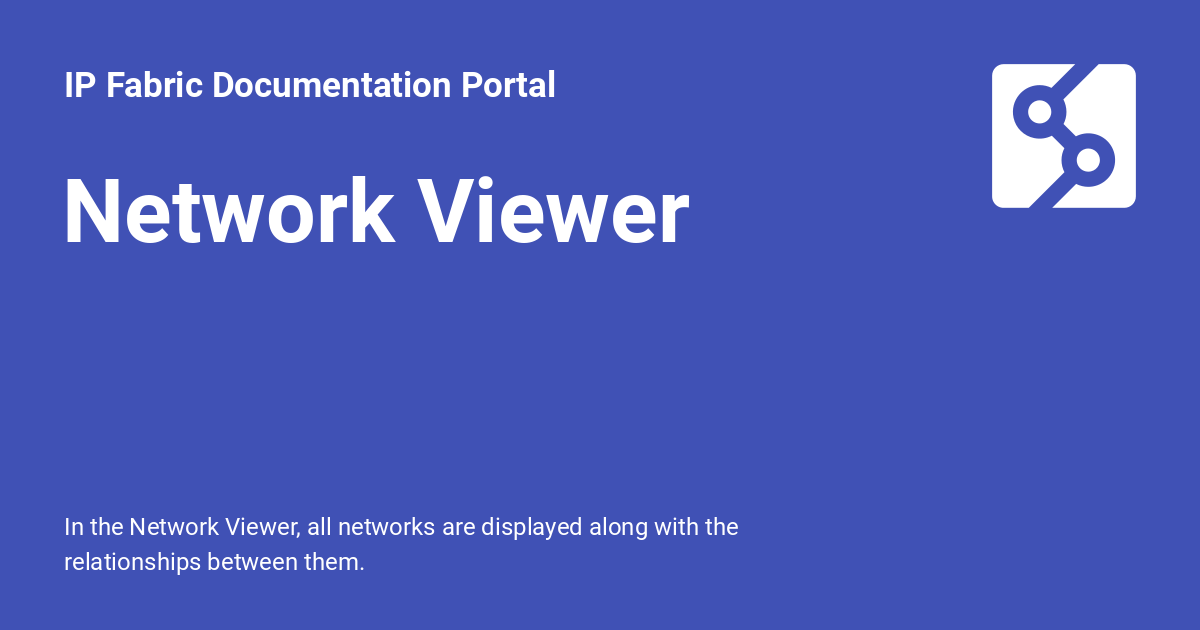 IP Fabric Documentation Portal
Network Viewer
In the Network Viewer, all networks are displayed along with the
relationships between them.